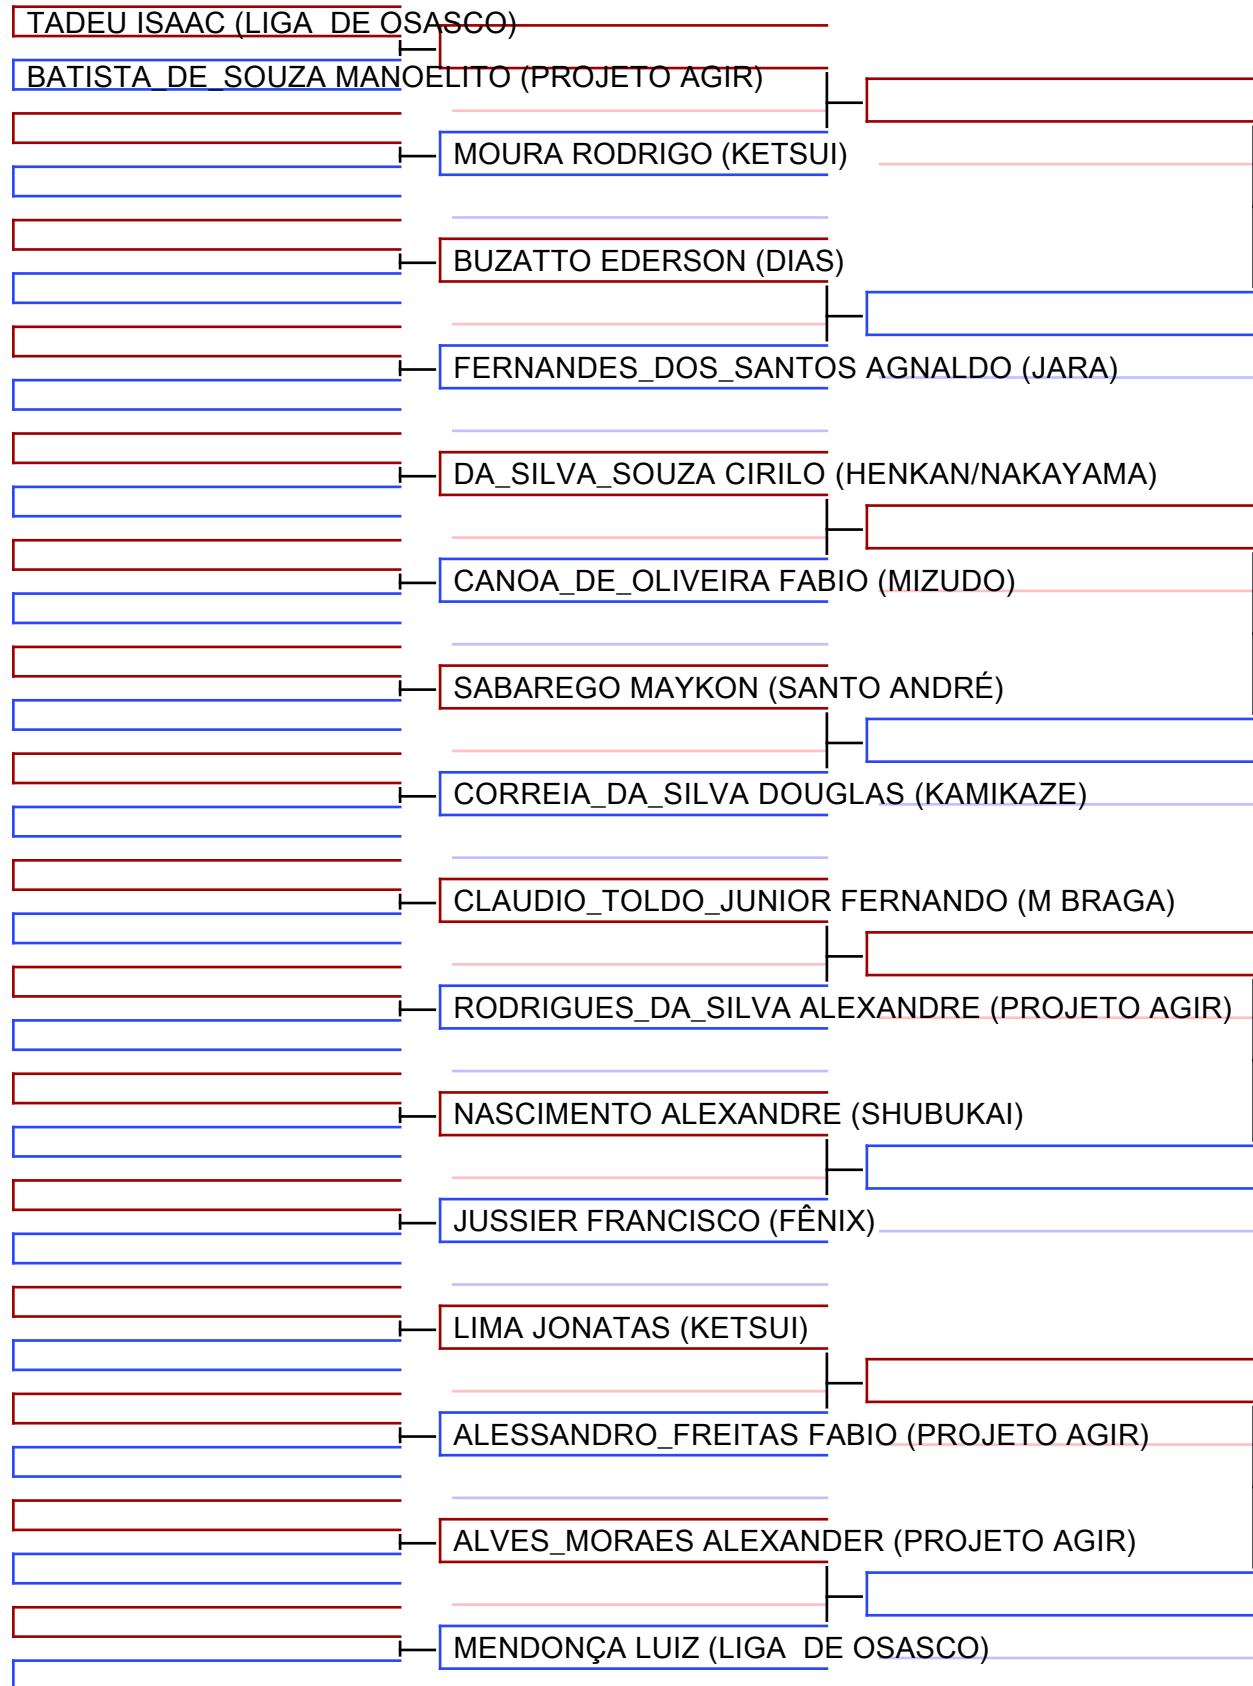 TADEU ISAAC (LIGA  DE OSASCO)
BATISTA_DE_SOUZA MANOELITO (PROJETO AGIR)
MOURA RODRIGO (KETSUI)
BUZATTO EDERSON (DIAS)
FERNANDES_DOS_SANTOS AGNALDO (JARA)
DA_SILVA_SOUZA CIRILO (HENKAN/NAKAYAMA)
CANOA_DE_OLIVEIRA FABIO (MIZUDO)
SABAREGO MAYKON (SANTO ANDRÉ)
CORREIA_DA_SILVA DOUGLAS (KAMIKAZE)
CLAUDIO_TOLDO_JUNIOR FERNANDO (M BRAGA)
RODRIGUES_DA_SILVA ALEXANDRE (PROJETO AGIR)
NASCIMENTO ALEXANDRE (SHUBUKAI)
JUSSIER FRANCISCO (FÊNIX)
LIMA JONATAS (KETSUI)
ALESSANDRO_FREITAS FABIO (PROJETO AGIR)
ALVES_MORAES ALEXANDER (PROJETO AGIR)
MENDONÇA LUIZ (LIGA  DE OSASCO)